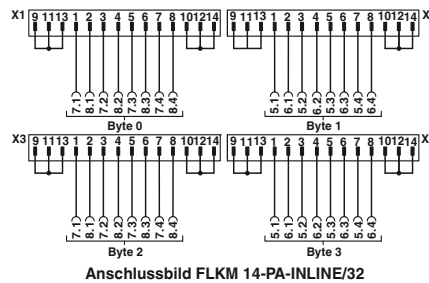 X1 9 11 13 1 2 3 4 5 6 7 8 10 12 14
9 11 13 1 2 3 4 5 6 7 8 10 12 14 X
7.1 8.1 7.2 8.2 7.3 8.3 7.4 8.4
5.1 6.1 5.2 6.2 5.3 6.3 5.4 6.4
Byte 0
Byte 1
X3 9 11 13 1 2 3 4 5 6 7 8 10 12 14
9 11 13 1 2 3 4 5 6 7 8 10 12 14 X
7.1 8.1 7.2 8.2 7.3 8.3 7.4 8.4
5.1 6.1 5.2 6.2 5.3 6.3 5.4 6.4
Byte 2
Byte 3
Anschlussbild FLKM 14-PA-INLINE/32